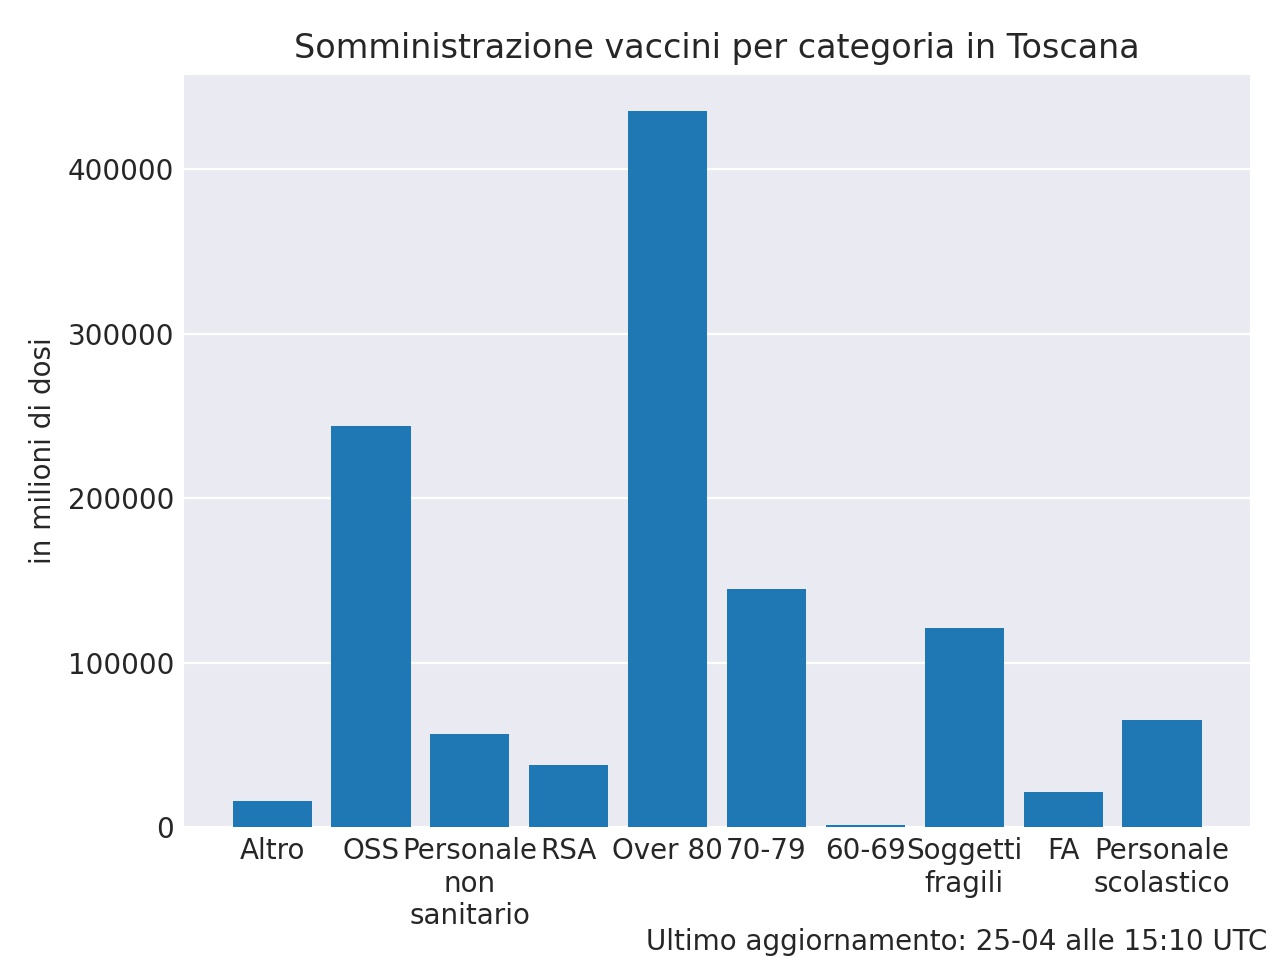 Somministrazione vaccini per categoria in Toscana
in milioni di dosi
400000
300000
200000
100000
0
Altro
OSS
Personale
non
sanitario
RSA
Over 80
70-79
60-69
Soggetti
fragili
FA
Personale
scolastico
Ultimo aggiornamento: 25-04 alle 15:10 UTC